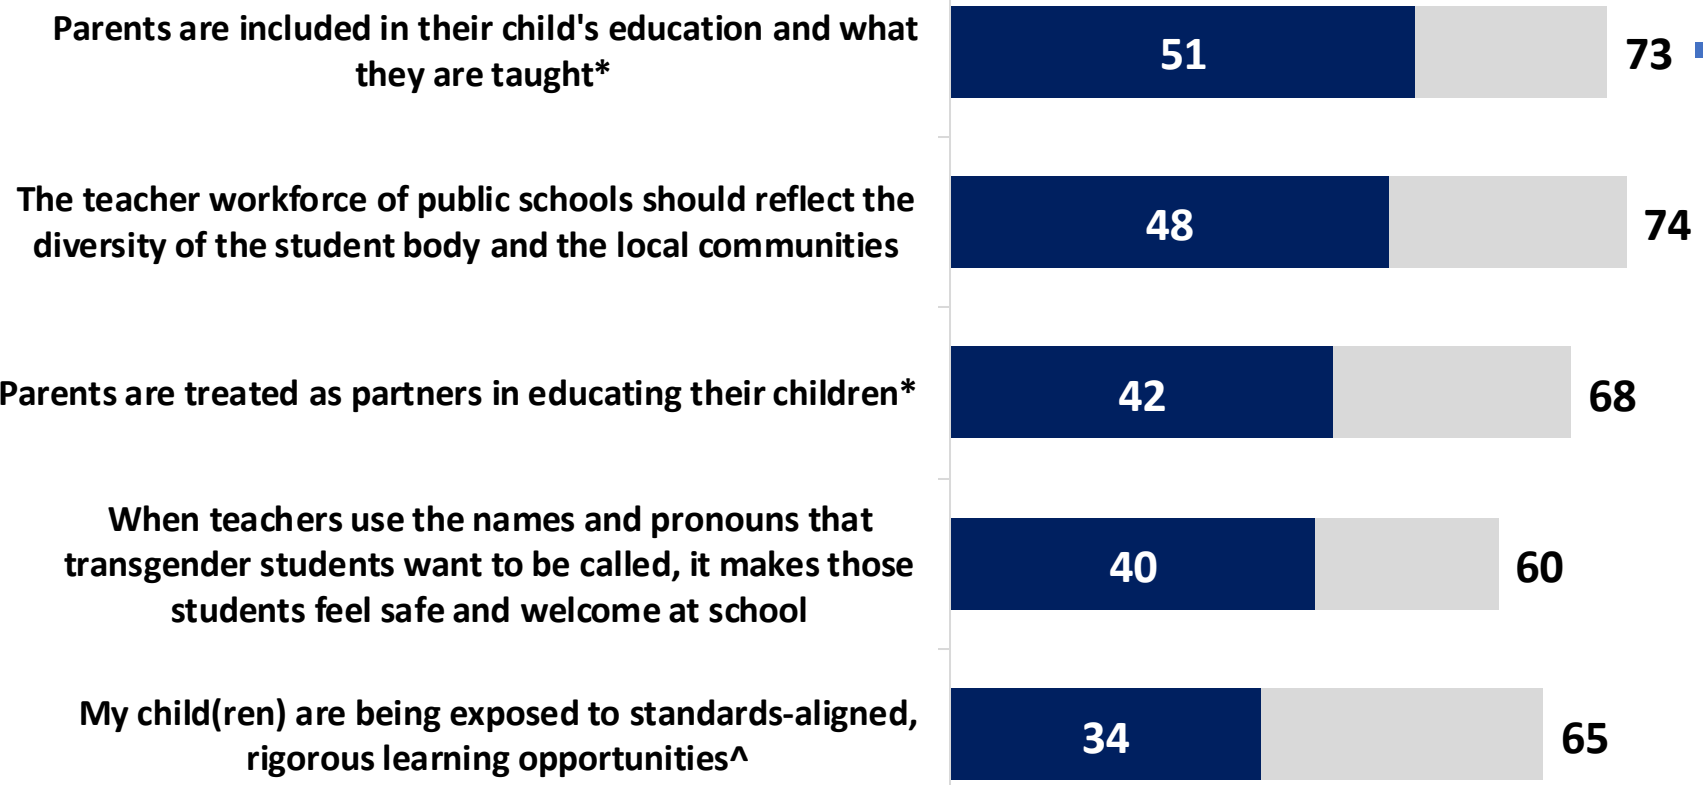 Parents are included in their child's education and what
they are taught*
51
73
The teacher workforce of public schools should reflect the
diversity of the student body and the local communities
48
74
Parents are treated as partners in educating their children*
42
68
When teachers use the names and pronouns that
transgender students want to be called, it makes those
students feel safe and welcome at school
40
60
My child(ren) are being exposed to standards-aligned,
rigorous learning opportunities^
34
65